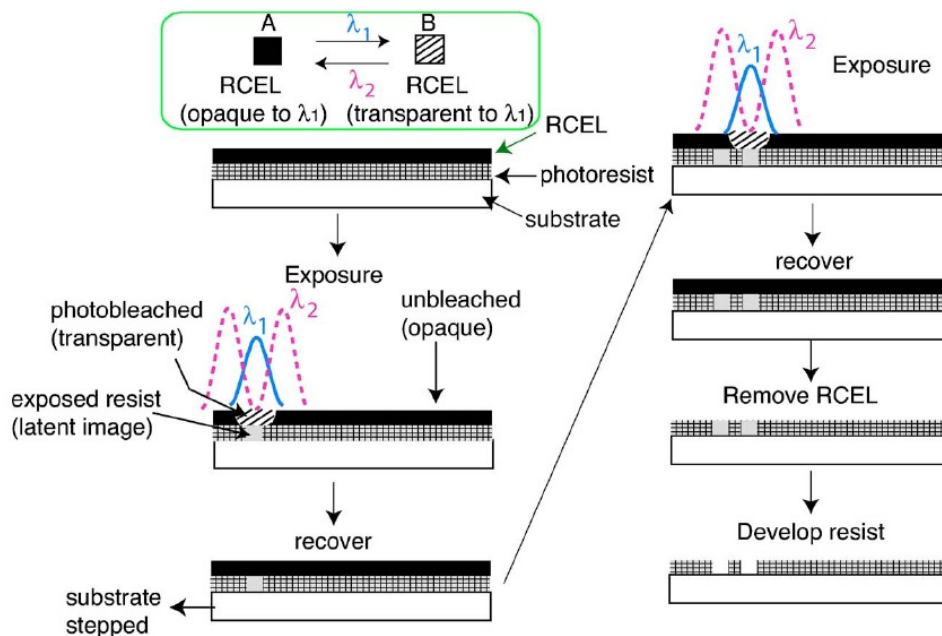 A
λ1
B
λ2
RCEL
RCEL
(opaque to λ1)
(transparent to λ1)
RCEL
photoresist
substrate
Exposure
photobleached
(transparent)
λ1
λ2
unbleached
(opaque)
exposed resist
(latent image)
recover
substrate
stepped
λ1
λ2
Exposure
recover
Remove RCEL
Develop resist